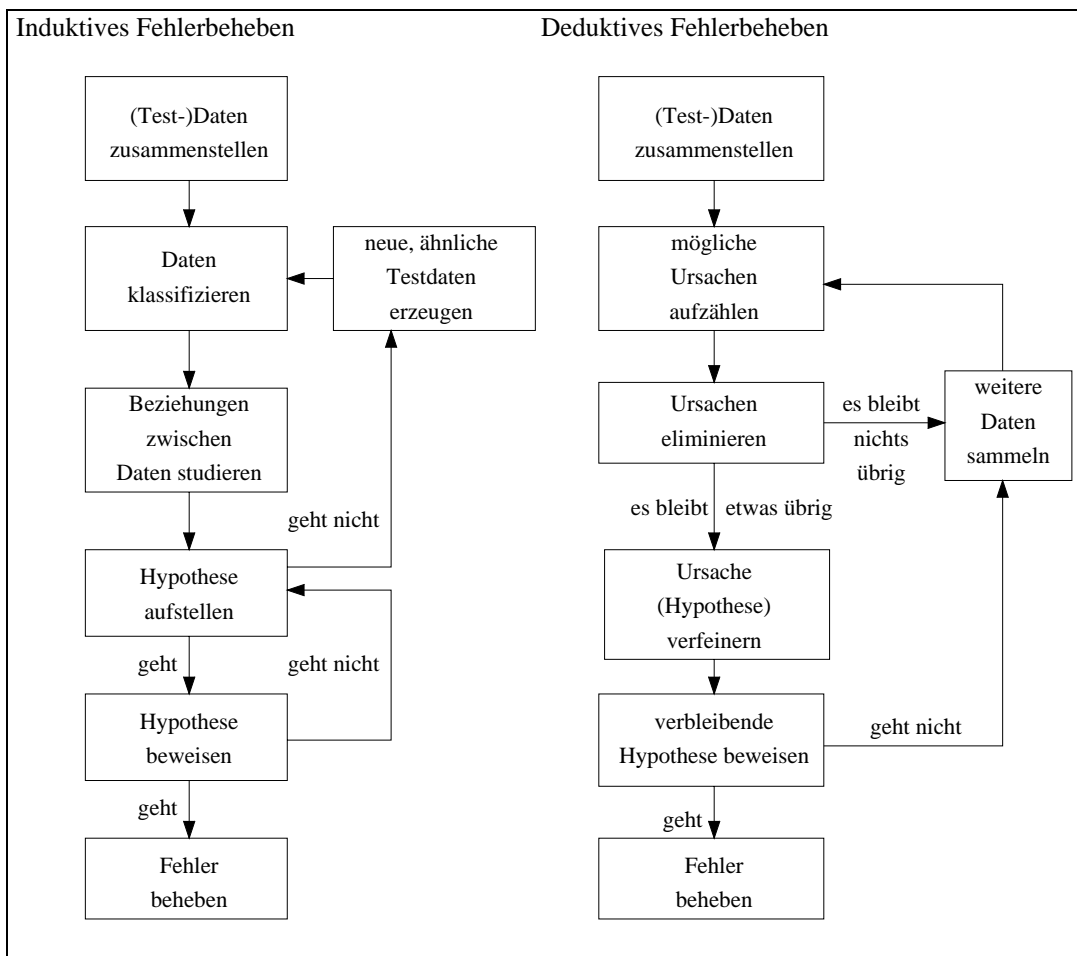 Induktives Fehlerbeheben
(Test-)Daten
zusammenstellen
Daten
klassifizieren
neue, ähnliche
Testdaten
erzeugen
Beziehungen
zwischen
Daten studieren
geht nicht
Hypothese
aufstellen
geht
geht nicht
Hypothese
beweisen
geht
Fehler
beheben
Deduktives Fehlerbeheben
(Test-)Daten
zusammenstellen
mögliche
Ursachen
aufzählen
Ursachen
eliminieren
es bleibt
nichts
übrig
weitere
Daten
sammeln
es bleibt etwas übrig
Ursache
(Hypothese)
verfeinern
verbleibende
Hypothese beweisen
geht nicht
geht
Fehler
beheben